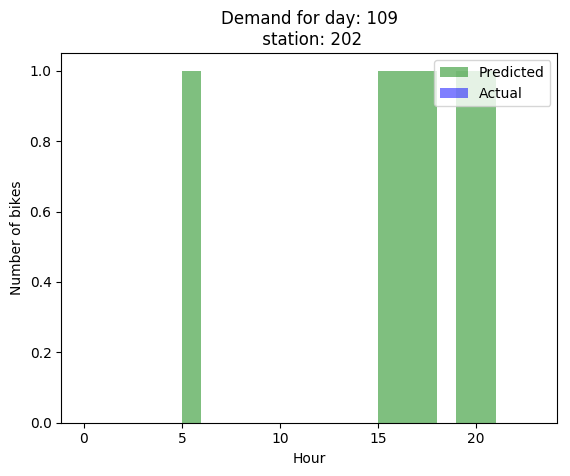 Demand for day: 109
station: 202
Predicted
Actual
1.0
0.8
0.6
0.4
0.2
0.0
Number of bikes
0
5
10
15
20
Hour